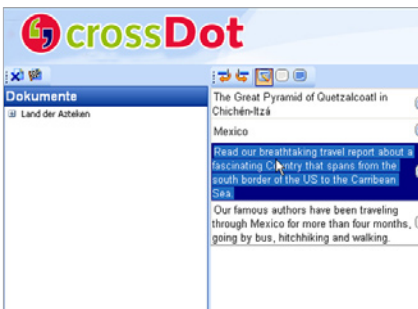 crossDot
Dokumente
Land der Azteken
The Great Pyramid of Quetzalcoatl in
Chichén-Itzá
Mexico
Read our breathtaking travel report about a
fascinating Country that spans from the
south border of the US to the Carribean
Sea.
Our famous authors have been traveling
through Mexico for more than four months,
going by bus, hitchhiking and walking.